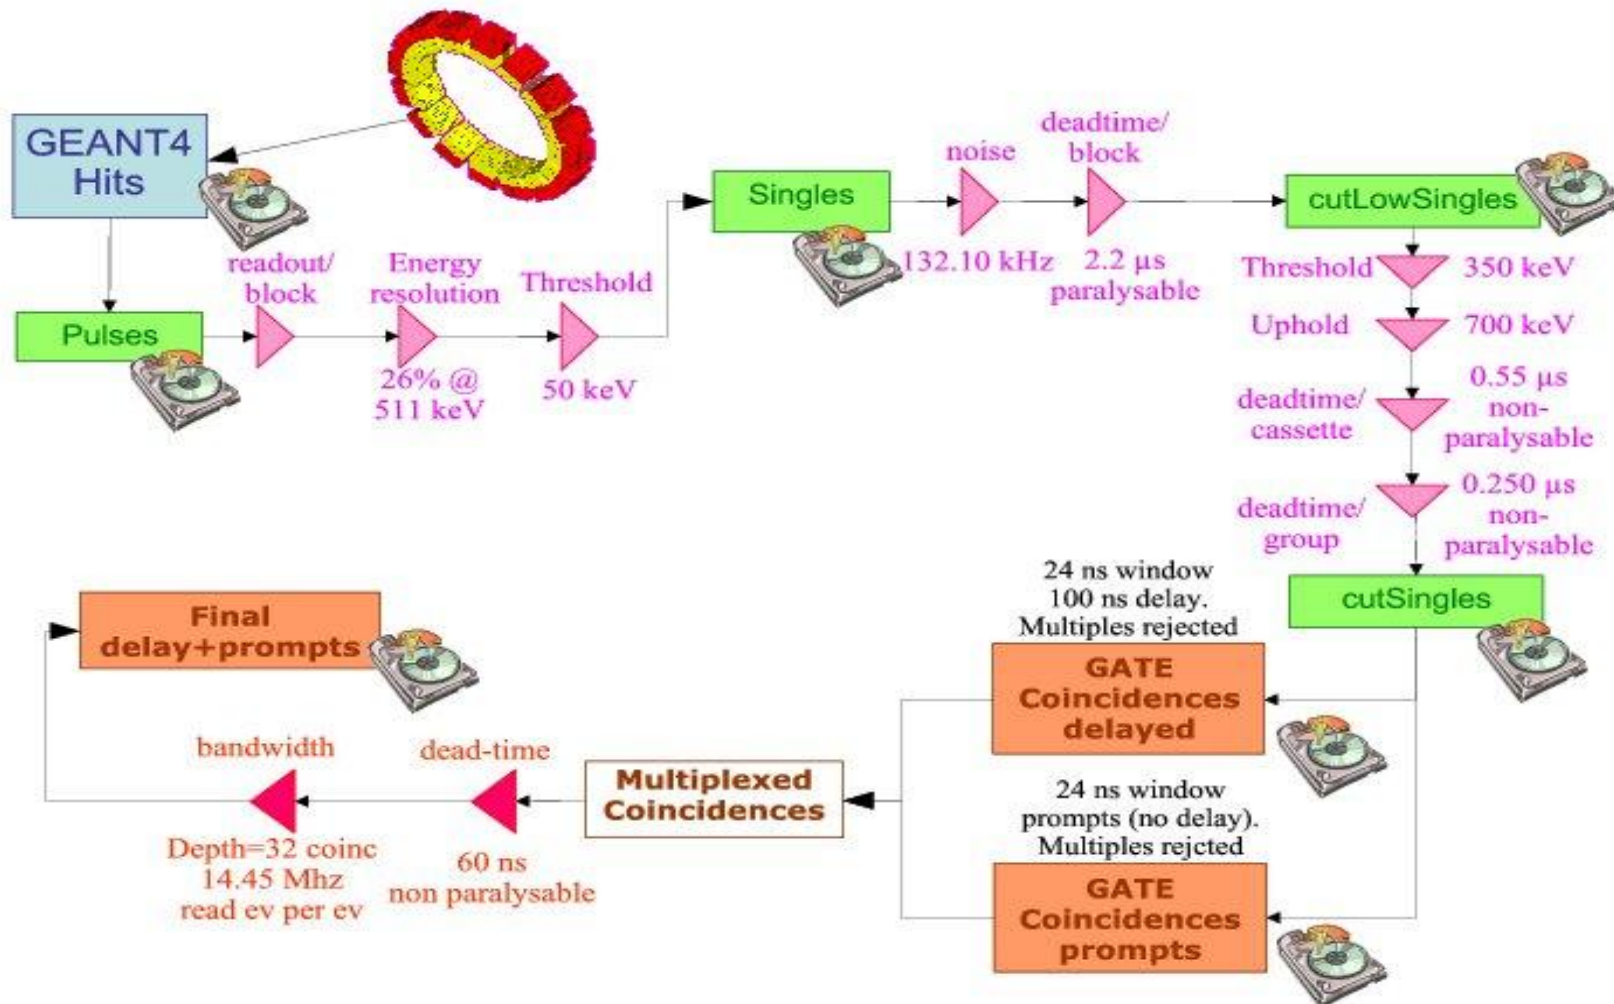 GEANT4
Hits
Pulses
readout/
block
Energy
resolution
26% @
511 keV
Threshold
50 keV
Singles
noise
132.10 kHz
deadtime/
block
2.2 µs
paralysable
cutLowSingles
Threshold
350 keV
Uphold
700 keV
deadtime/
cassette
0.55 µs
non-
paralysable
deadtime/
group
0.250 µs
non-
paralysable
cutSingles
24 ns window
100 ns delay.
Multiples rejected
GATE
Coincidences
delayed
24 ns window
prompts (no delay).
Multiples rejcted
GATE
Coincidences
prompts
Multiplexed
Coincidences
dead-time
60 ns
non paralysable
bandwidth
Depth=32 coinc
14.45 Mhz
read ev per ev
Final
delay+prompts